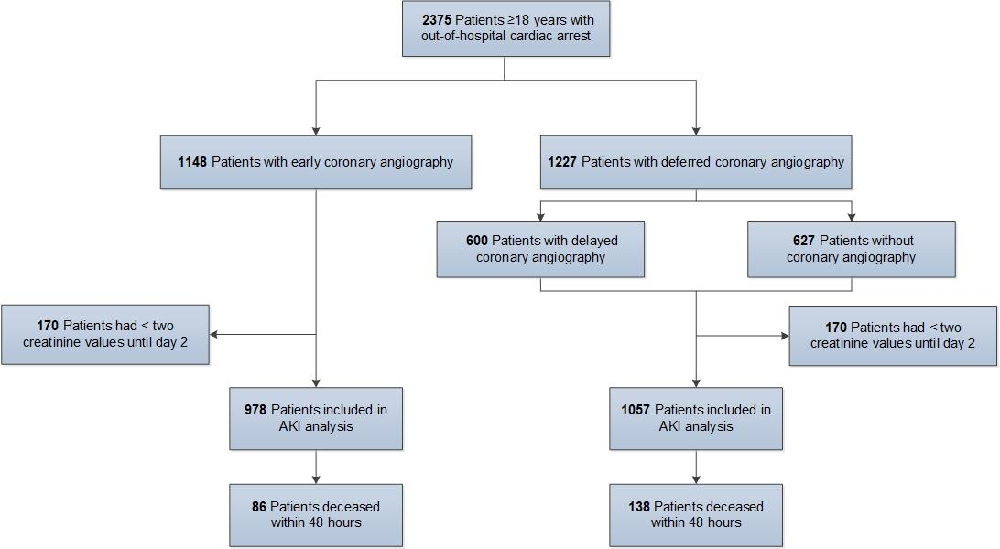 2375 Patients ≥18 years with
out-of-hospital cardiac arrest
1148 Patients with early coronary angiography
1227 Patients with deferred coronary angiography
600 Patients with delayed
coronary angiography
627 Patients without
coronary angiography
170 Patients had < two
creatinine values until day 2
170 Patients had < two
creatinine values until day 2
978 Patients included in
AKI analysis
1057 Patients included in
AKI analysis
86 Patients deceased
within 48 hours
138 Patients deceased
within 48 hours